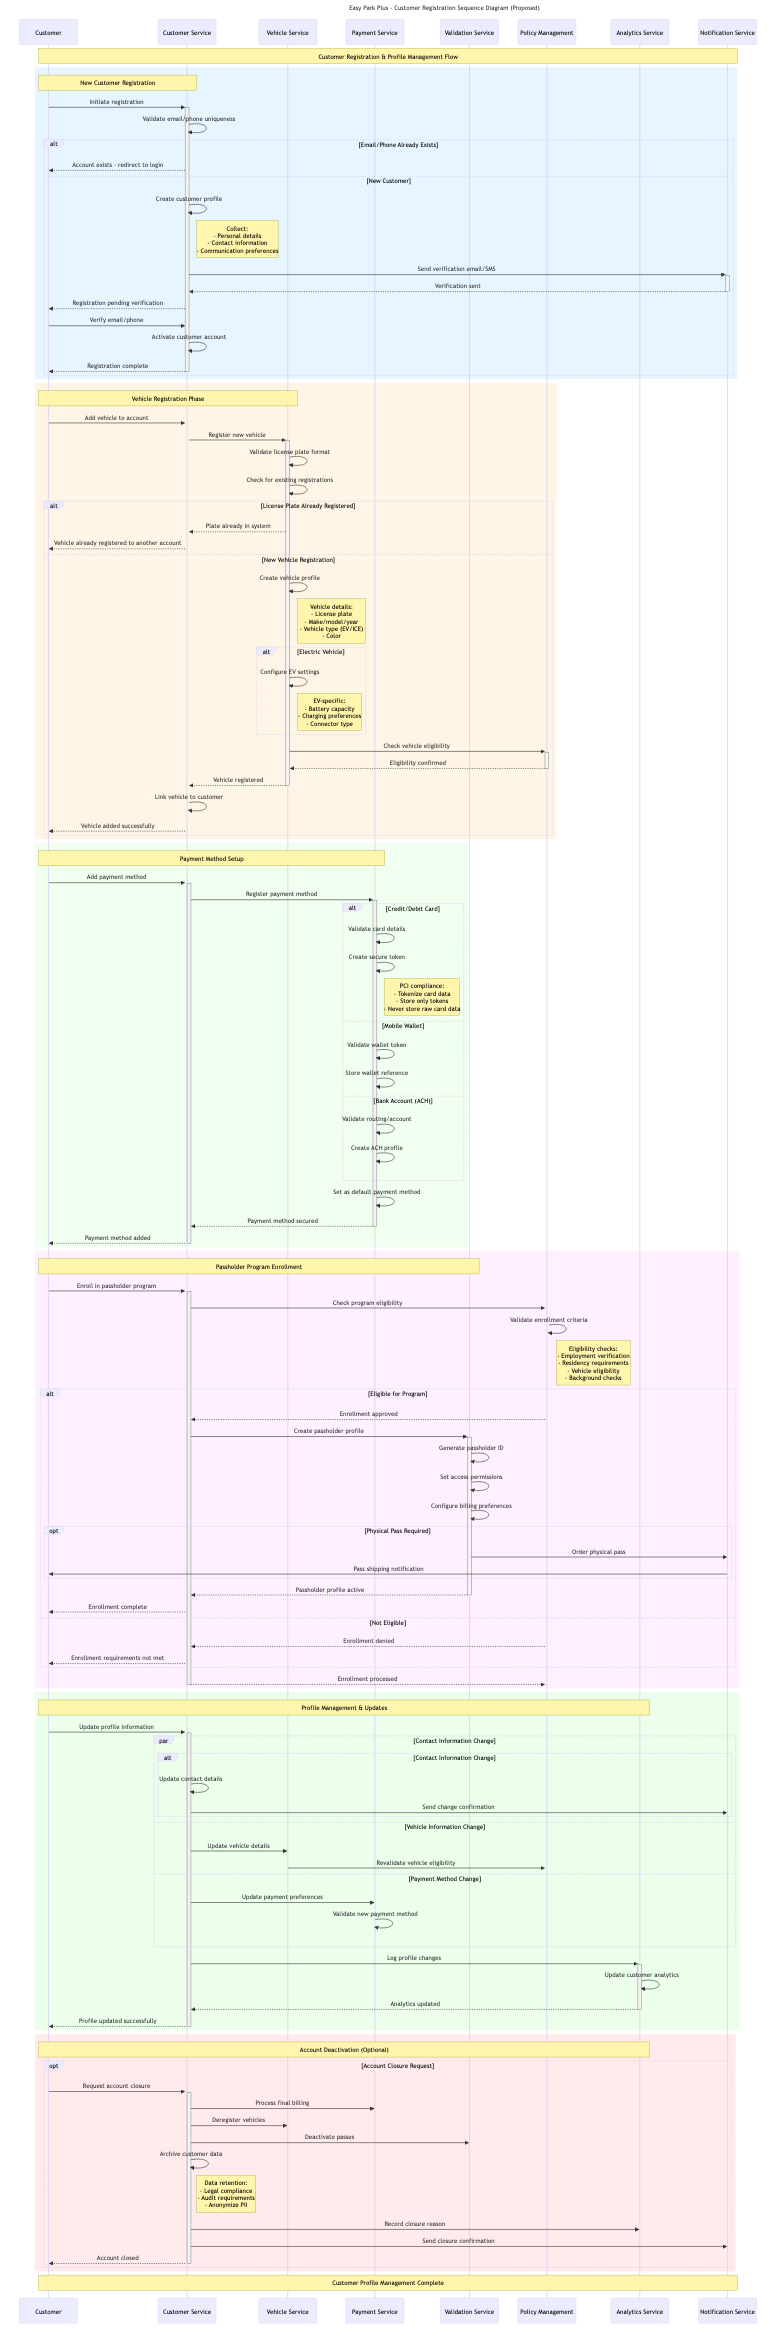 Easy Park Plus - Customer Registration Sequence Diagram (Proposed)
Customer
Customer Service
Vehicle Service
Payment Service
Validation Service
Policy Management
Analytics Service
Notification Service
Customer Registration & Profile Management Flow
New Customer Registration
Initiate registration
Validate email/phone uniqueness
alt
[Email/Phone Already Exists]
Account exists - redirect to login
[New Customer]
Create customer profile
Collect:
- Personal details
- Contact information
- Communication preferences
Send verification email/SMS
Verification sent
Registration pending verification
Verify email/phone
Activate customer account
Registration complete
Vehicle Registration Phase
Add vehicle to account
Register new vehicle
Validate license plate format
Check for existing registrations
alt
[License Plate Already Registered]
Plate already in system
Vehicle already registered to another account
[New Vehicle Registration]
Create vehicle profile
Vehicle details:
- License plate
- Make/model/year
- Vehicle type (EV/ICE)
- Color
alt
[Electric Vehicle]
Configure EV settings
EV-specific:
- Battery capacity
- Charging preferences
- Connector type
Check vehicle eligibility
Eligibility confirmed
Vehicle registered
Link vehicle to customer
Vehicle added successfully
Payment Method Setup
Add payment method
Register payment method
alt
[Credit/Debit Card]
Validate card details
Create secure token
PCI compliance:
- Tokenize card data
- Store only tokens
- Never store raw card data
[Mobile Wallet]
Validate wallet token
Store wallet reference
[Bank Account (ACH)]
Validate routing/account
Create ACH profile
Set as default payment method
Payment method secured
Payment method added
Passholder Program Enrollment
Enroll in passholder program
Check program eligibility
Validate enrollment criteria
Eligibility checks:
- Employment verification
- Residency requirements
- Vehicle eligibility
- Background checks
alt
[Eligible for Program]
Enrollment approved
Create passholder profile
Generate passholder ID
Set access permissions
Configure billing preferences
opt
[Physical Pass Required]
Order physical pass
Pass shipping notification
Passholder profile active
Enrollment complete
[Not Eligible]
Enrollment denied
Enrollment requirements not met
Enrollment processed
Profile Management & Updates
Update profile information
par
[Contact Information Change]
alt
[Contact Information Change]
Update contact details
Send change confirmation
[Vehicle Information Change]
Update vehicle details
Revalidate vehicle eligibility
[Payment Method Change]
Update payment preferences
Validate new payment method
Log profile changes
Update customer analytics
Analytics updated
Profile updated successfully
Account Deactivation (Optional)
opt
[Account Closure Request]
Request account closure
Process final billing
Deregister vehicles
Deactivate passes
Archive customer data
Data retention:
- Legal compliance
- Audit requirements
- Anonymize PII
Record closure reason
Send closure confirmation
Account closed
Customer Profile Management Complete
Customer
Customer Service
Vehicle Service
Payment Service
Validation Service
Policy Management
Analytics Service
Notification Service